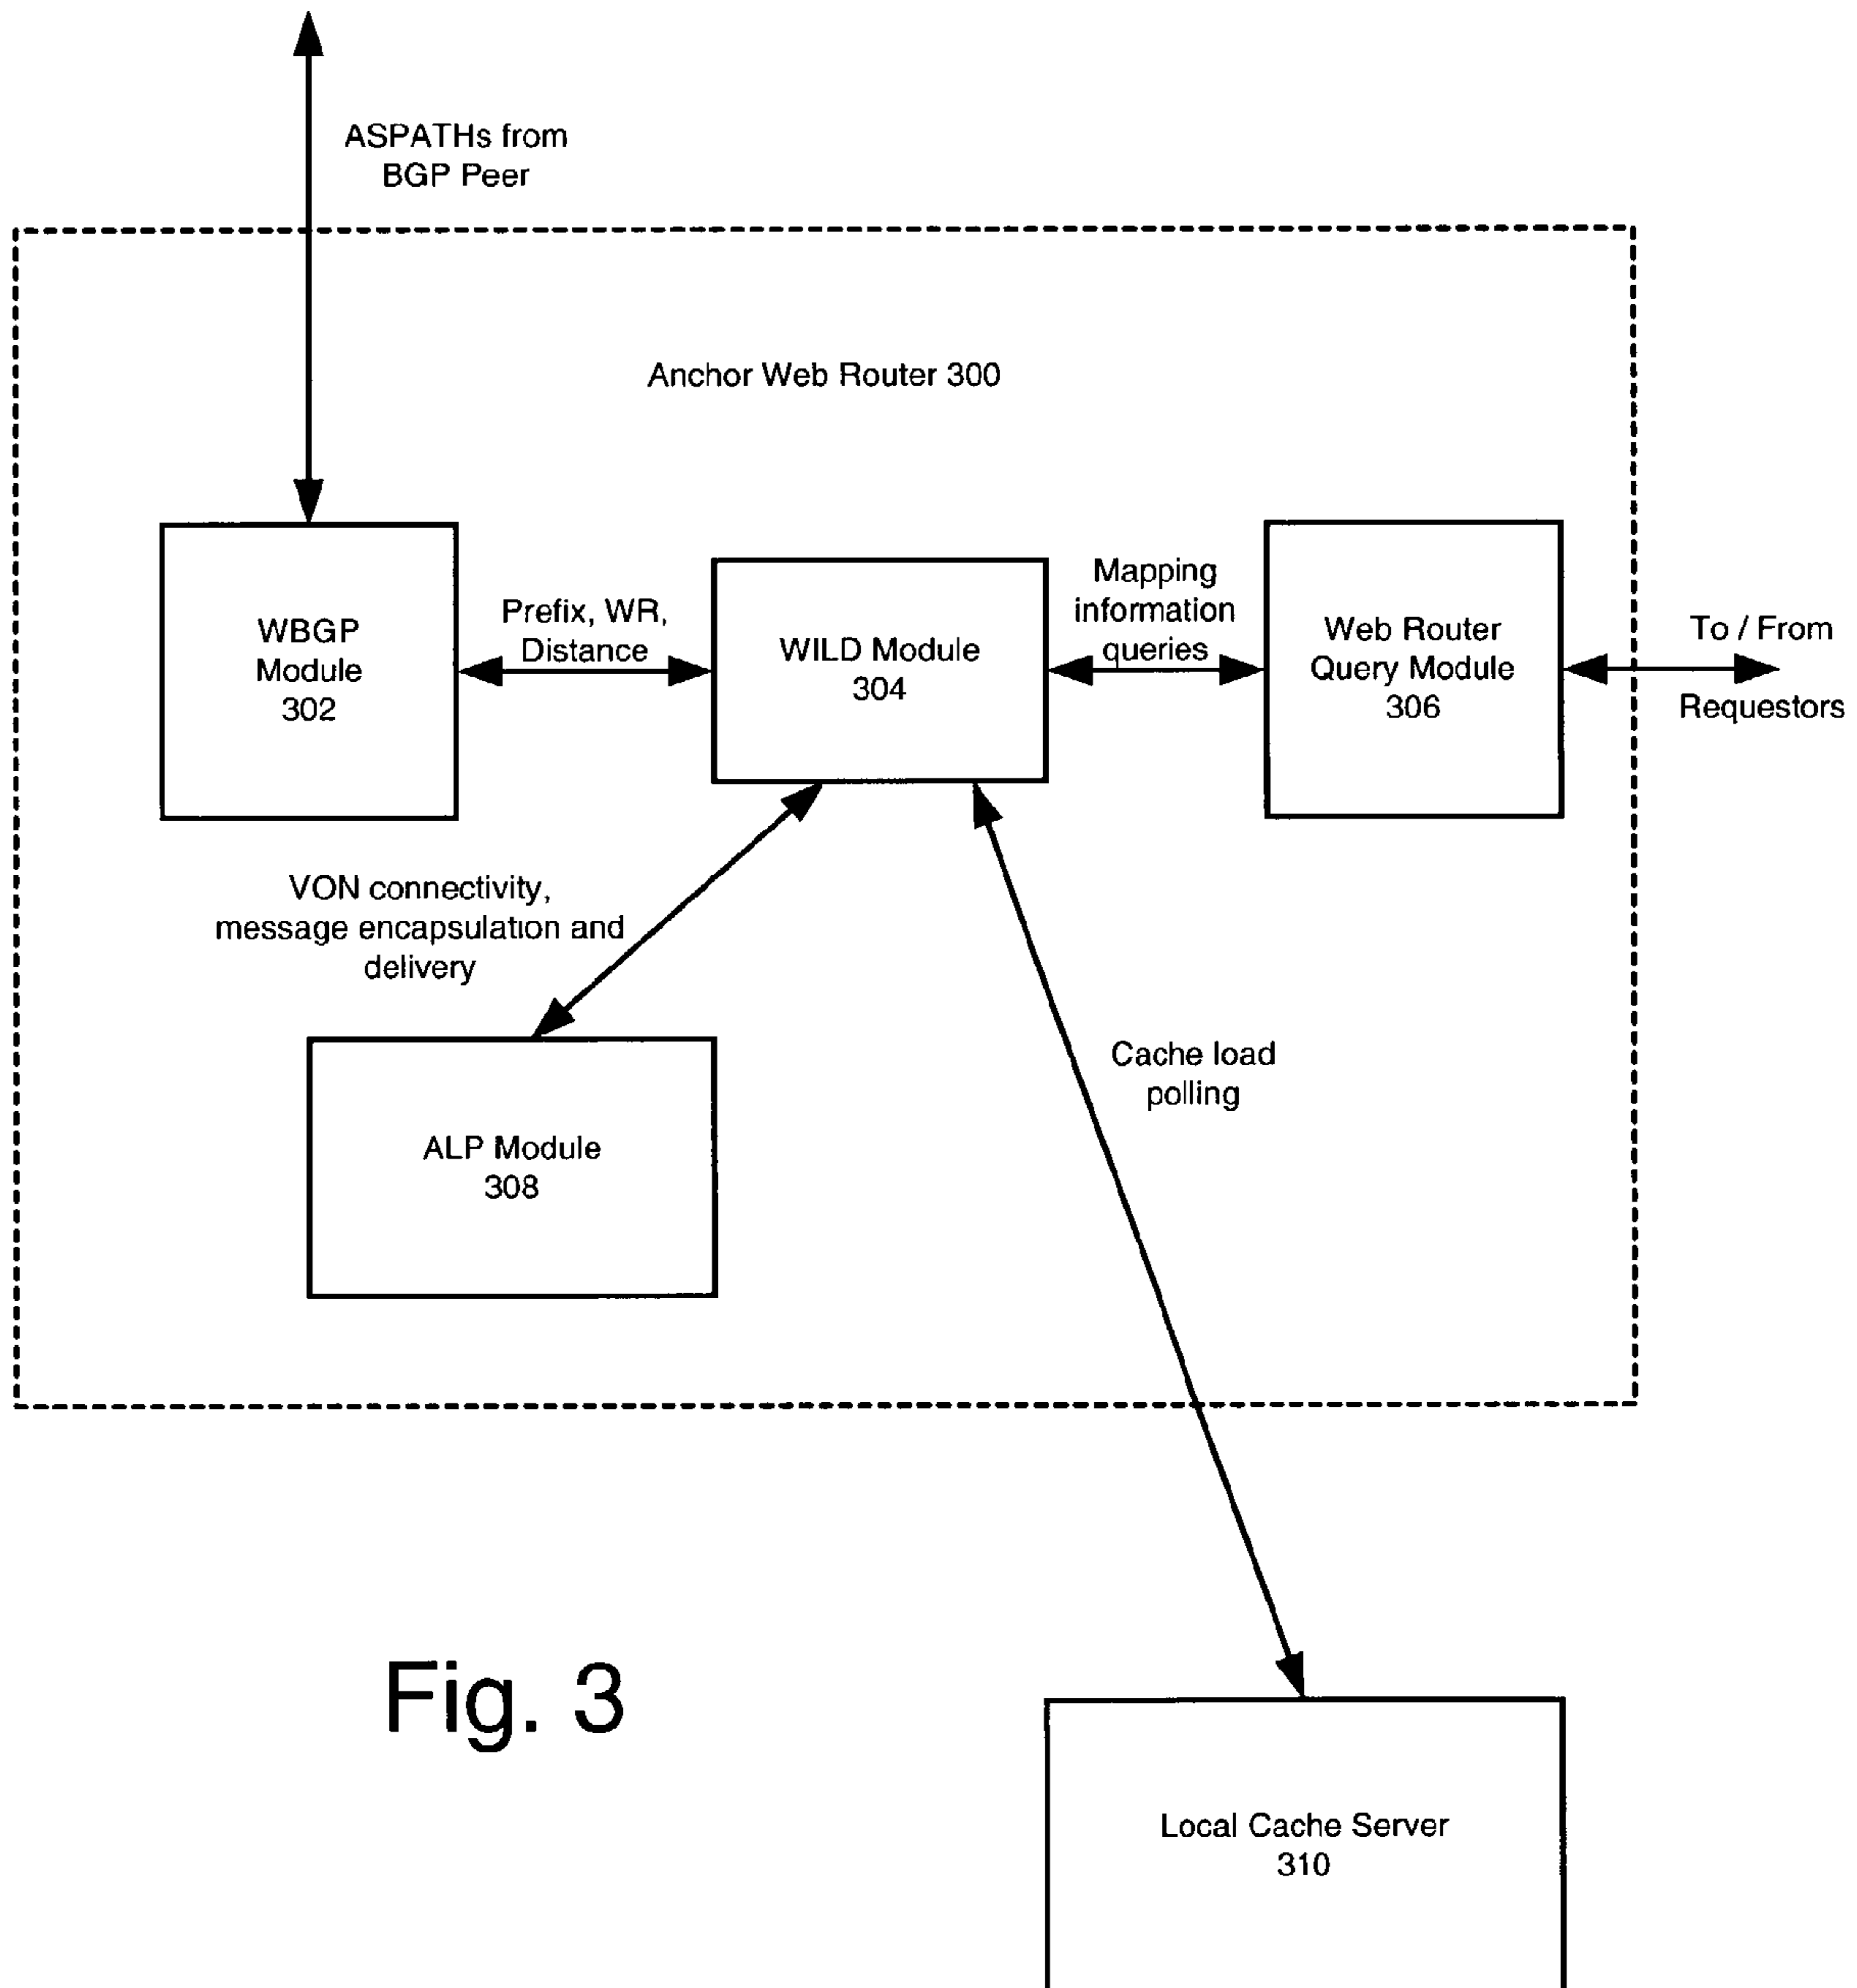 ASPATHs from
BGP Peer
Anchor Web Router 300
WBGP
Module
302
Prefix, WR,
Distance
WILD Module
304
Mapping
information
queries
Web Router
Query Module
306
To / From
Requestors
VON connectivity,
message encapsulation and
delivery
ALP Module
308
Cache load
polling
Fig. 3
Local Cache Server
310